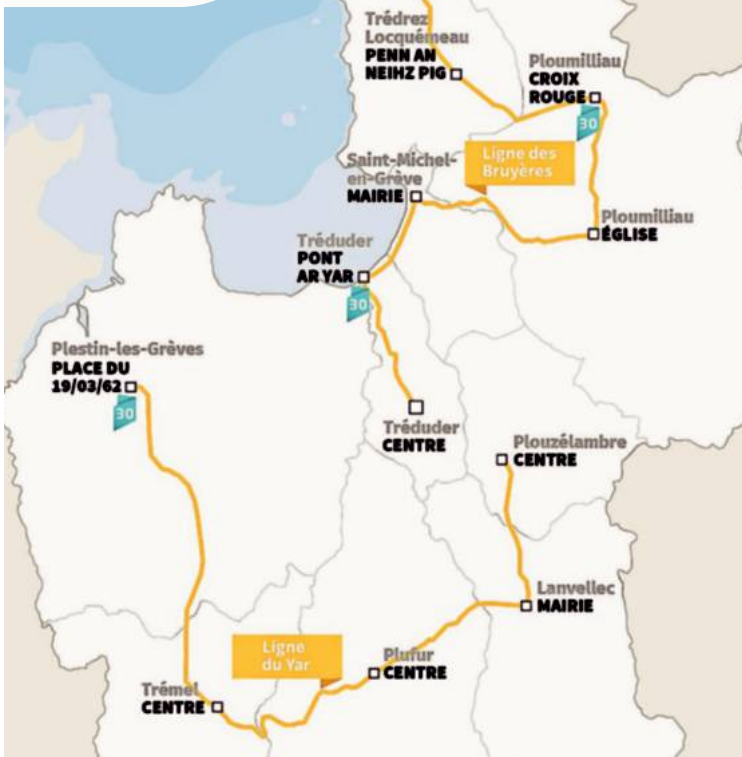 Trédrez
Locquémeau
PENN AN
NEIHZ PIG
Ploumilliau
CROIX
ROUGE
30
Saint-Michel-
en-Grève
MAIRIE
Ligne des
Bruyères
Ploumilliau
ÉGLISE
Tréduder
PONT
AR YAR
30
Plestin-les-Grèves
PLACE DU
19/03/62
30
Tréduder
CENTRE
Plouzélambre
CENTRE
Lanvellec
MAIRIE
Ligne
du Yar
Plufur
CENTRE
Trémel
CENTRE